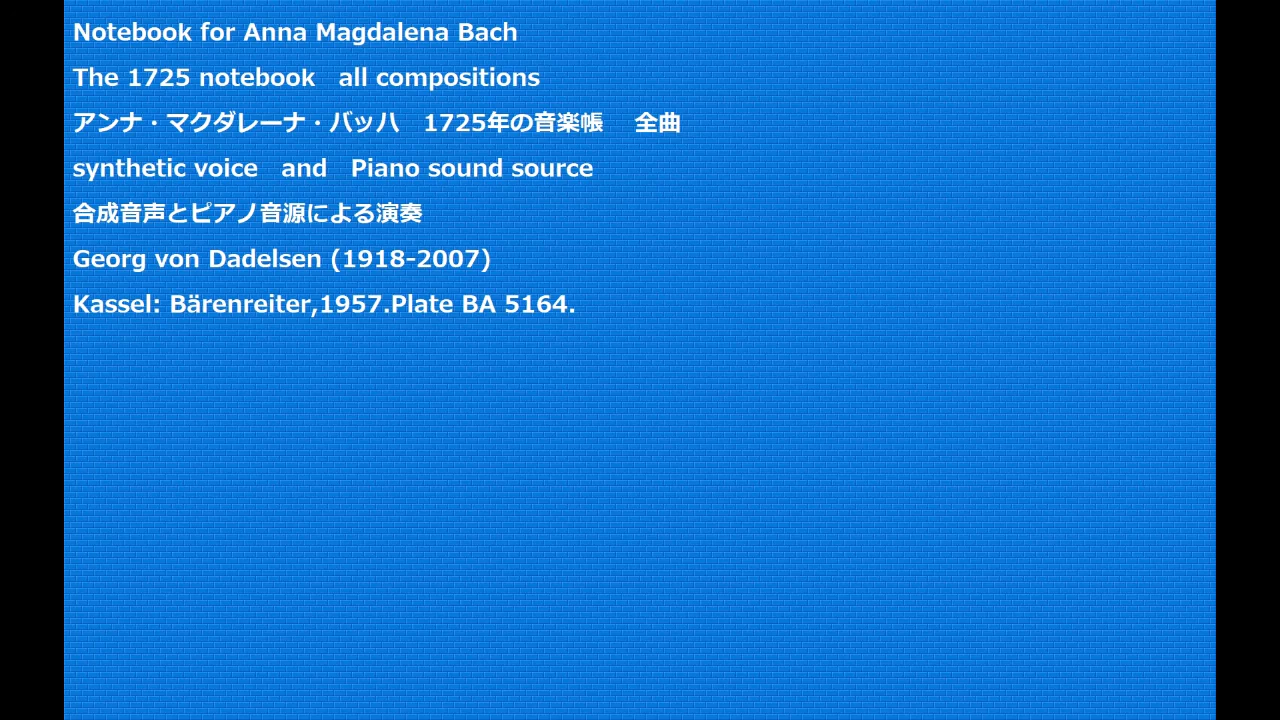 Notebook for Anna Magdalena Bach
The 1725 notebook　all compositions
アンナ・マクダレーナ・バッハ　1725年の音楽帳　 全曲
synthetic voice　and　Piano sound source
合成音声とピアノ音源による演奏
Georg von Dadelsen (1918-2007)
Kassel: Bärenreiter,1957.Plate BA 5164.